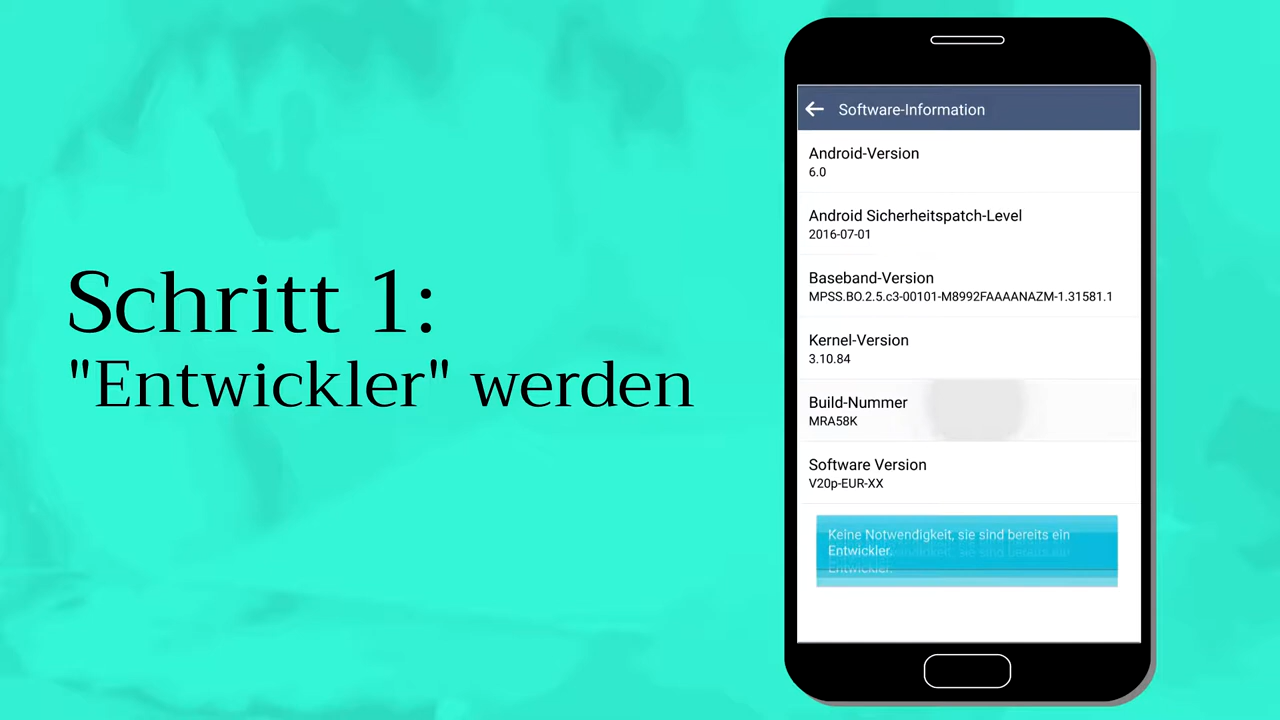 Schritt 1:
"Entwickler" werden
Software-Information
Android-Version
6.0
Android Sicherheitspatch-Level
2016-07-01
Baseband-Version
MPSS.BO.2.5.c3-00101-M8992FAAAANAZM-1.31581.1
Kernel-Version
3.10.84
Build-Nummer
MRA58K
Software Version
V20p-EUR-XX
Keine Notwendigkeit, sie sind bereits ein
Entwickler.